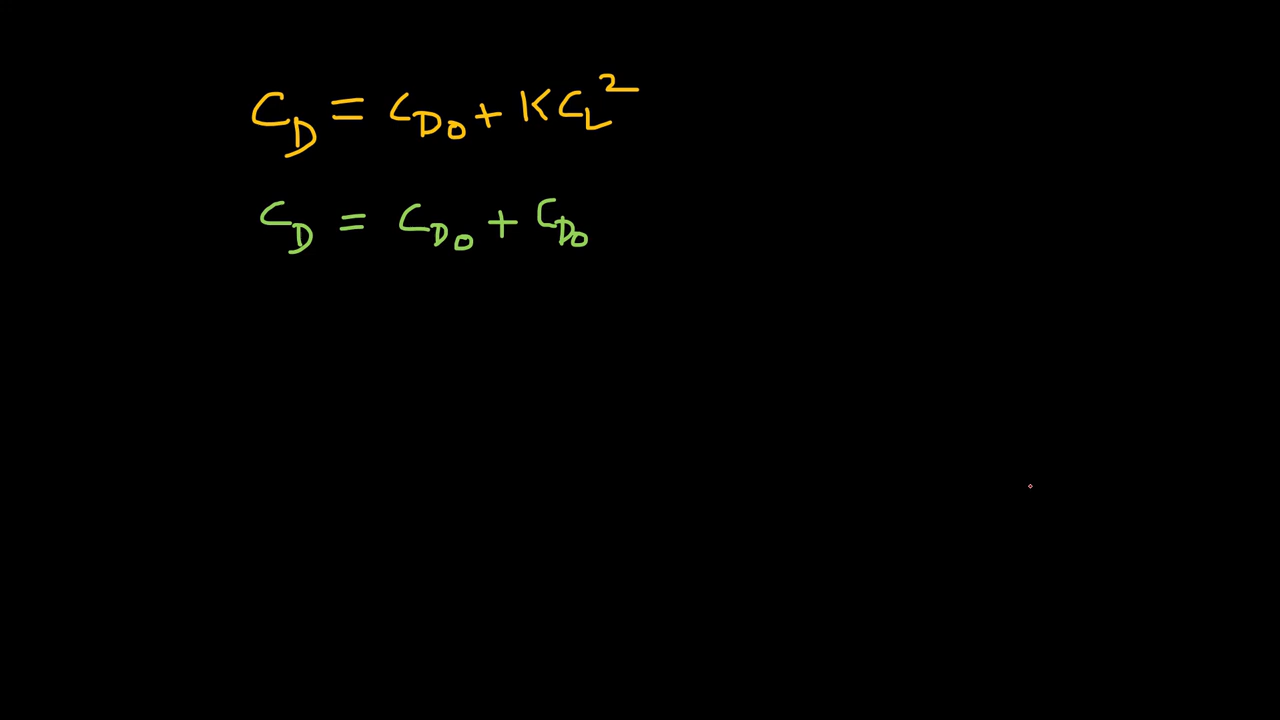 C_D = C_D0 + KC_L^2
C_D = C_D0 + C_D0